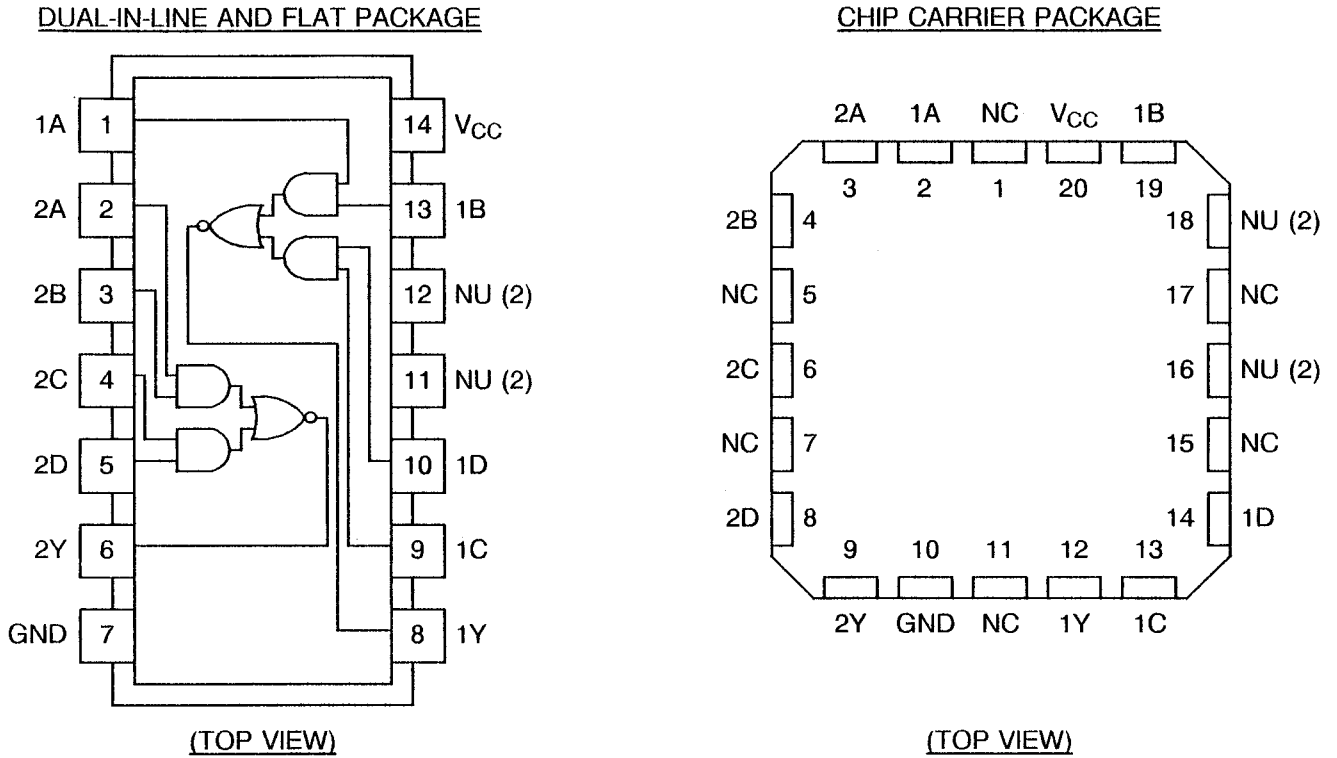 DUAL-IN-LINE AND FLAT PACKAGE
1A 1 14 VCC
2A 2 13 1B
2B 3 12 NU (2)
2C 4 11 NU (2)
2D 5 10 1D
2Y 6 9 1C
GND 7 8 1Y
(TOP VIEW)
CHIP CARRIER PACKAGE
2A 1A NC VCC 1B
3 2 1 20 19
2B 4 18 NU (2)
NC 5 17 NC
2C 6 16 NU (2)
NC 7 15 NC
2D 8 14 1D
9 10 11 12 13
2Y GND NC 1Y 1C
(TOP VIEW)